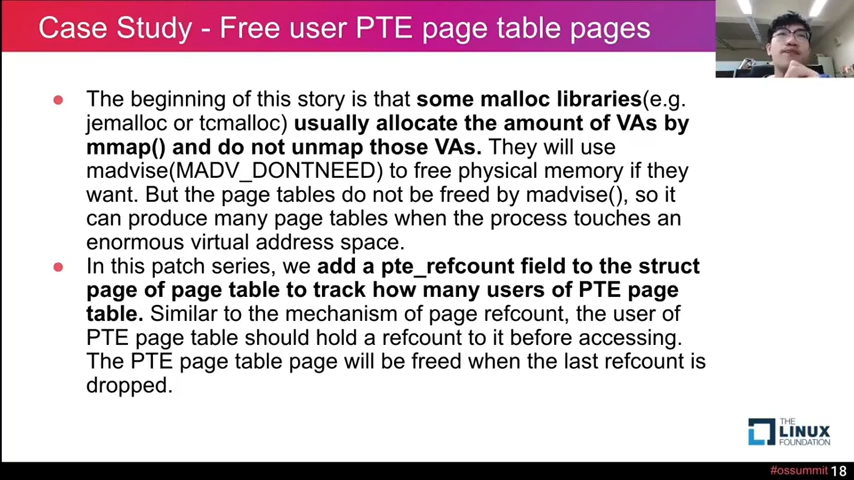 Case Study - Free user PTE page table pages
● The beginning of this story is that some malloc libraries(e.g.
jemalloc or tcmalloc) usually allocate the amount of VAs by
mmap() and do not unmap those VAs. They will use
madvise(MADV_DONTNEED) to free physical memory if they
want. But the page tables do not be freed by madvise(), so it
can produce many page tables when the process touches an
enormous virtual address space.
● In this patch series, we add a pte_refcount field to the struct
page of page table to track how many users of PTE page
table. Similar to the mechanism of page refcount, the user of
PTE page table should hold a refcount to it before accessing.
The PTE page table page will be freed when the last refcount is
dropped.
THE
LINUX
FOUNDATION
#ossummit 18